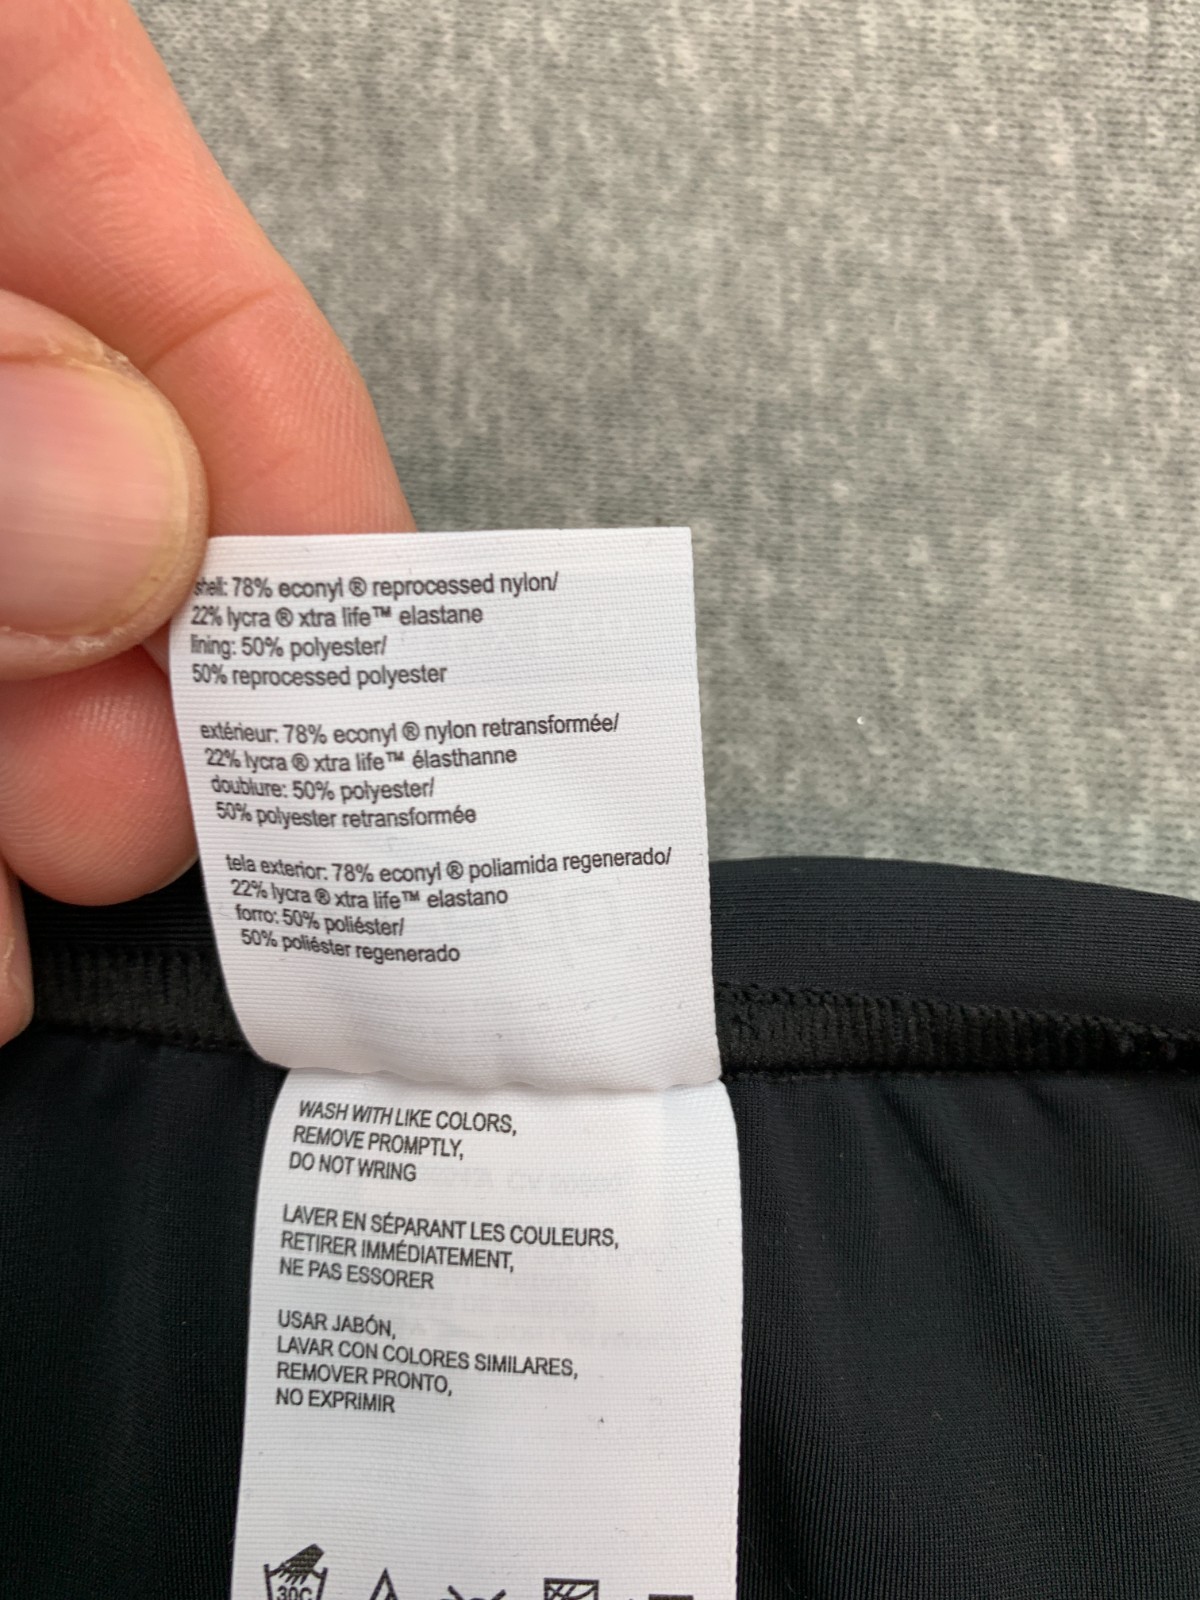 shell: 78% econyl ® reprocessed nylon/
22% lycra ® xtra life™ elastane
lining: 50% polyester/
50% reprocessed polyester
extérieur: 78% econyl ® nylon retransformée/
22% lycra ® xtra life™ élasthanne
doublure: 50% polyester/
50% polyester retransformée
tela exterior: 78% econyl ® poliamida regenerado/
22% lycra ® xtra life™ elastano
forro: 50% poliéster/
50% poliéster regenerado
WASH WITH LIKE COLORS,
REMOVE PROMPTLY,
DO NOT WRING
LAVER EN SÉPARANT LES COULEURS,
RETIRER IMMÉDIATEMENT,
NE PAS ESSORER
USAR JABÓN,
LAVAR CON COLORES SIMILARES,
REMOVER PRONTO,
NO EXPRIMIR
30C